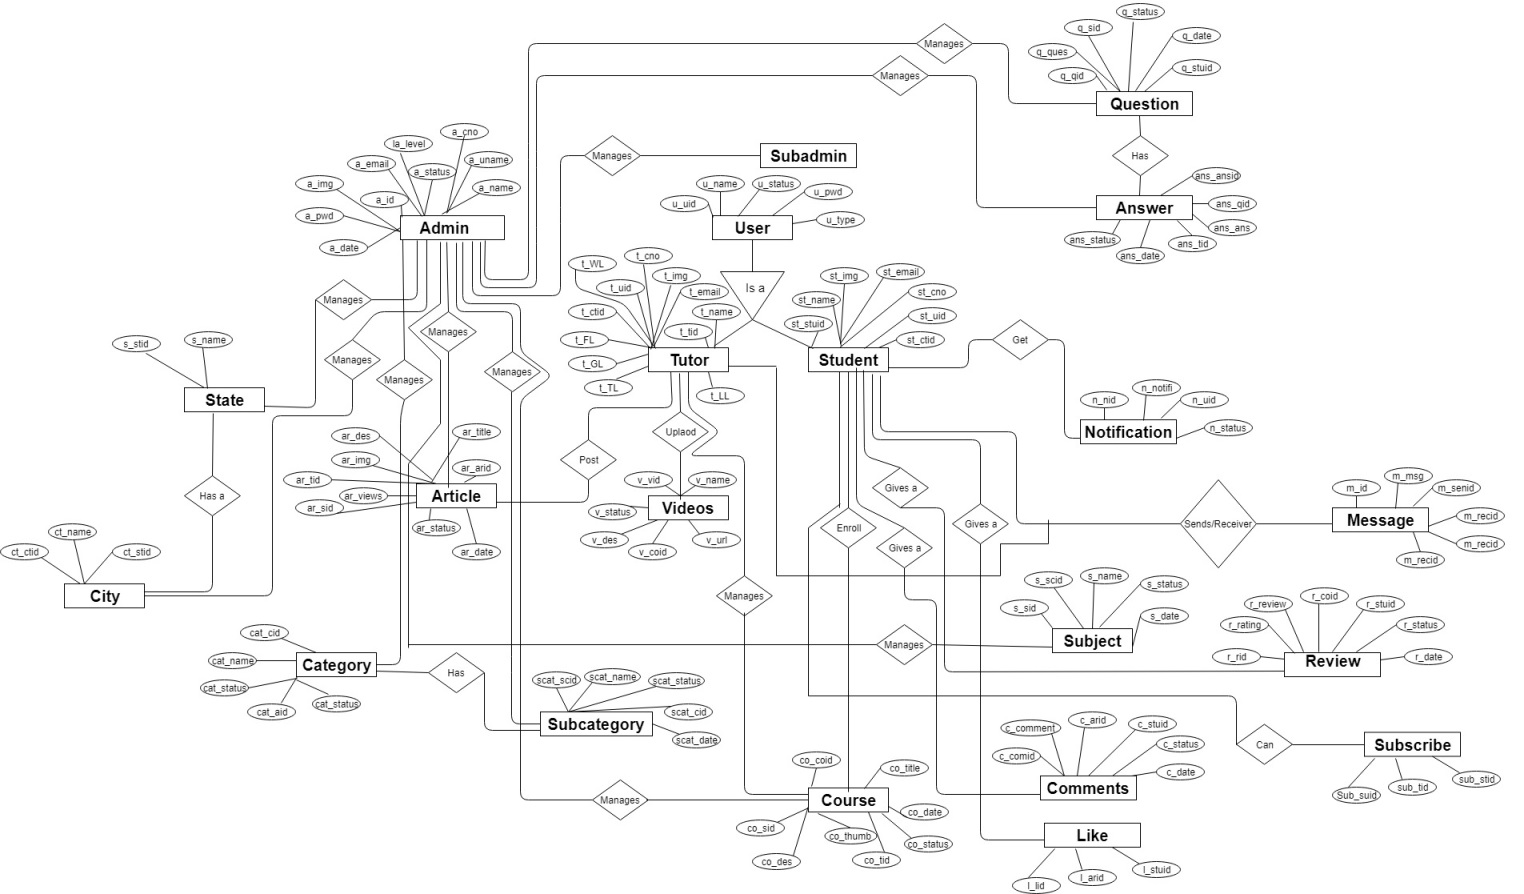 q_status
q_sid
q_date
q_ques
q_stuid
q_qid
Question
Manages
Manages
Has
Subadmin
Manages
a_cno
la_level
a_email
a_uname
a_status
a_img
a_name
a_id
a_pwd
a_date
Admin
u_name
u_status
u_pwd
u_uid
u_type
User
Is a
ans_ansid
ans_qid
ans_ans
ans_status
ans_tid
ans_date
Answer
t_WL
t_cno
t_img
t_uid
t_email
t_ctid
t_name
t_tid
t_FL
t_GL
t_TL
t_LL
Tutor
st_img
st_email
st_name
st_cno
st_stuid
st_uid
st_ctid
Student
Get
n_nid
n_notifi
n_uid
n_status
Notification
Manages
Manages
Manages
Manages
Manages
s_stid
s_name
State
Has a
ct_name
ct_ctid
ct_stid
City
ar_des
ar_title
ar_img
ar_arid
ar_tid
ar_views
ar_sid
ar_status
ar_date
Article
Post
Uplaod
v_vid
v_name
v_status
v_des
v_coid
v_url
Videos
Gives a
Enroll
Gives a
Gives a
Sends/Receiver
m_id
m_msg
m_senid
m_recid
m_recid
m_recid
Message
Manages
s_scid
s_name
s_status
s_sid
s_date
Subject
Manages
r_review
r_coid
r_stuid
r_rating
r_status
r_rid
r_date
Review
cat_cid
cat_name
cat_status
cat_aid
cat_status
Category
Has
scat_scid
scat_name
scat_status
scat_cid
scat_date
Subcategory
c_comment
c_arid
c_stuid
c_comid
c_status
c_date
Comments
Can
Subscribe
Sub_suid
sub_tid
sub_stid
Manages
co_coid
co_title
co_date
co_sid
co_thumb
co_status
co_des
co_tid
Course
Like
l_lid
l_arid
l_stuid